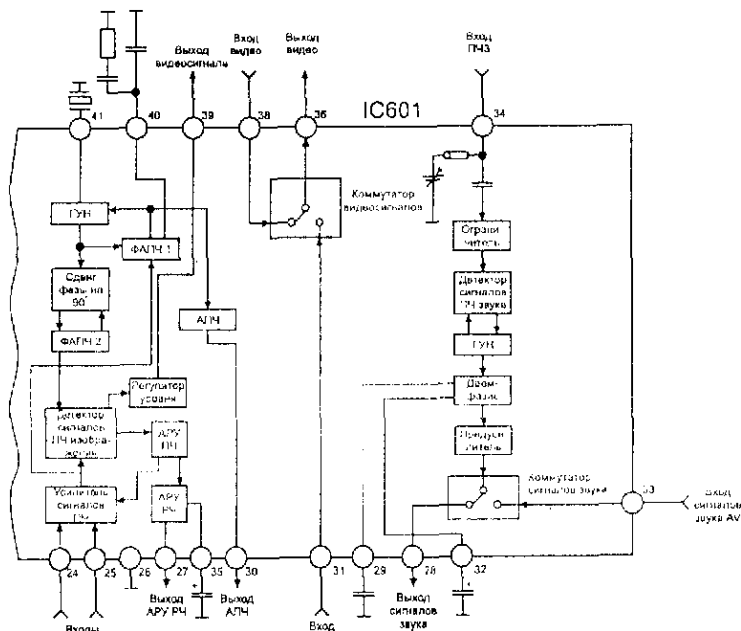 Выход
видеосигнала
Вход
видео
Выход
видео
Вход
ПЧЗ
41
40
39
38
36
IC601
34
Коммутатор
видеосигналов
ГУН
ФАПЧ 1
Сдвиг
фазы на
90°
ФАПЧ 2
АПЧ
Ограни-
читель
Детектор
сигналов
ПЧ звука
ГУН
Регулятор
уровня
Детектор
сигналов
ПЧ изобра-
жения
АРУ
ПЧ
Усилитель
сигналов
ПЧ
АРУ
РЧ
Предуси-
литель
Коммутатор
сигналов звука
33
Вход
сигналов
звука AV
24
25
26
27
35
30
31
29
28
32
Входы
Выход
АРУ РЧ
Выход
АПЧ
Вход
Выход
сигналов
звука